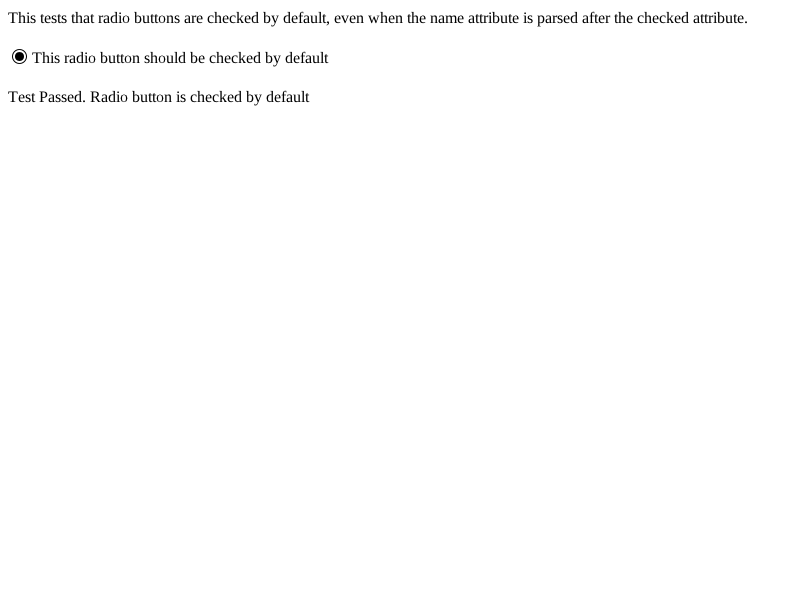 This tests that radio buttons are checked by default, even when the name attribute is parsed after the checked attribute.
This radio button should be checked by default
Test Passed. Radio button is checked by default